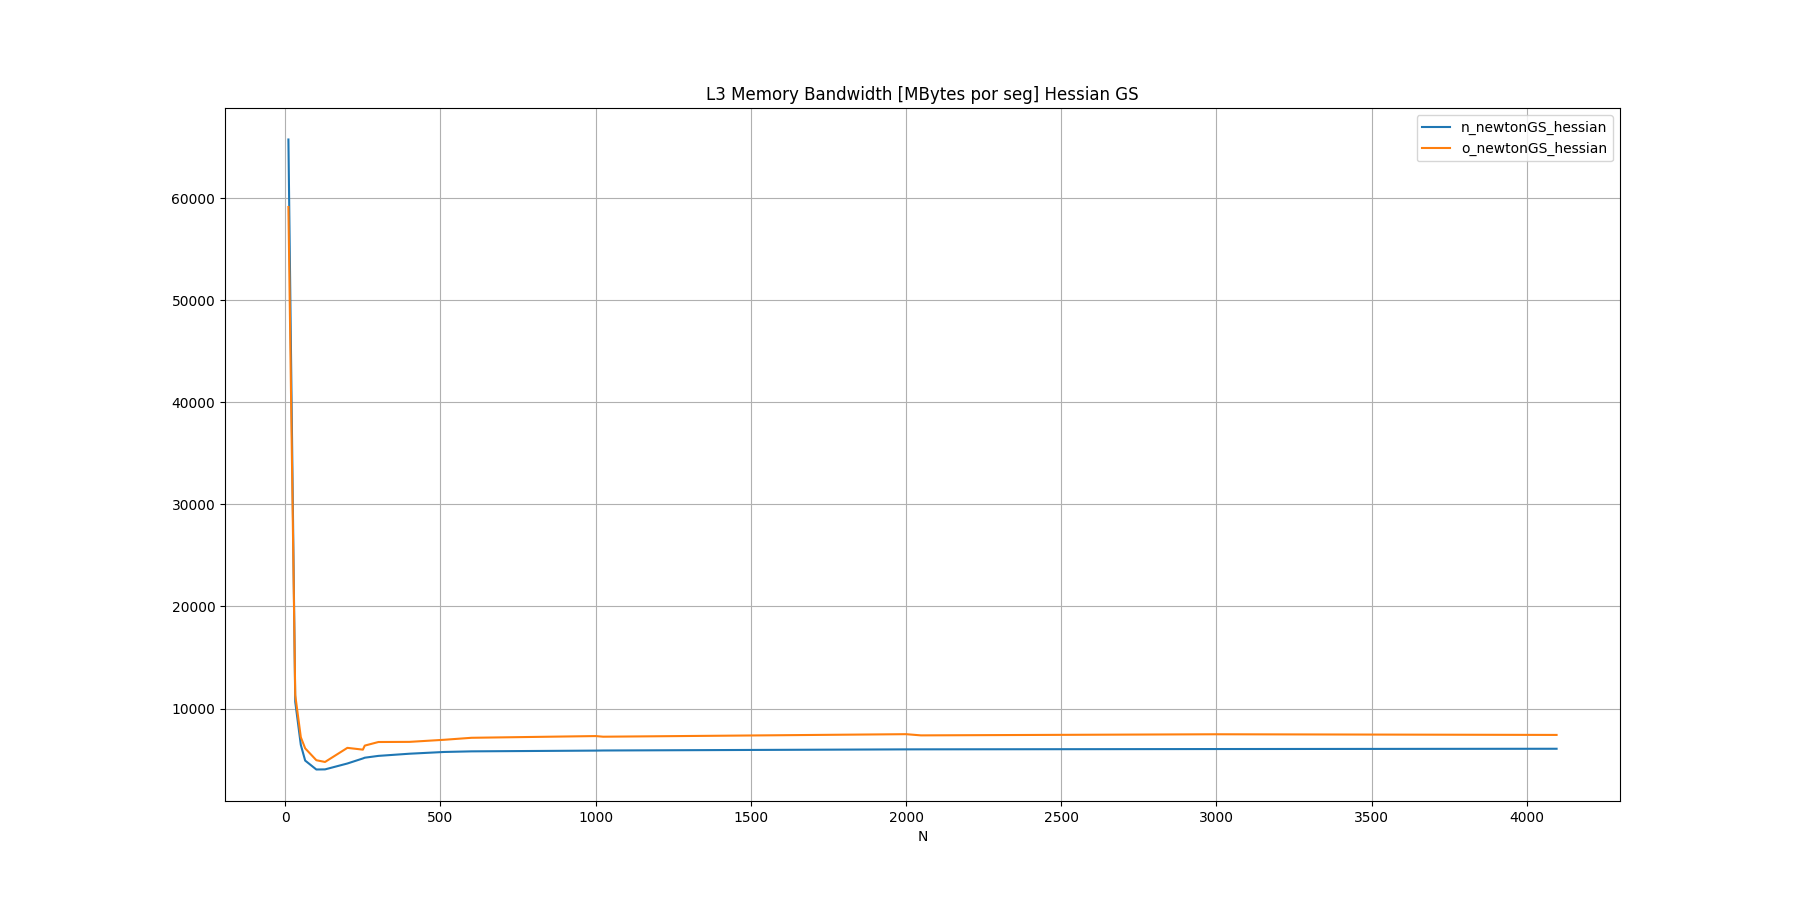 L3 Memory Bandwidth [MBytes por seg] Hessian GS
n_newtonGS_hessian
o_newtonGS_hessian
60000
50000
40000
30000
20000
10000
0 500 1000 1500 2000 2500 3000 3500 4000
N